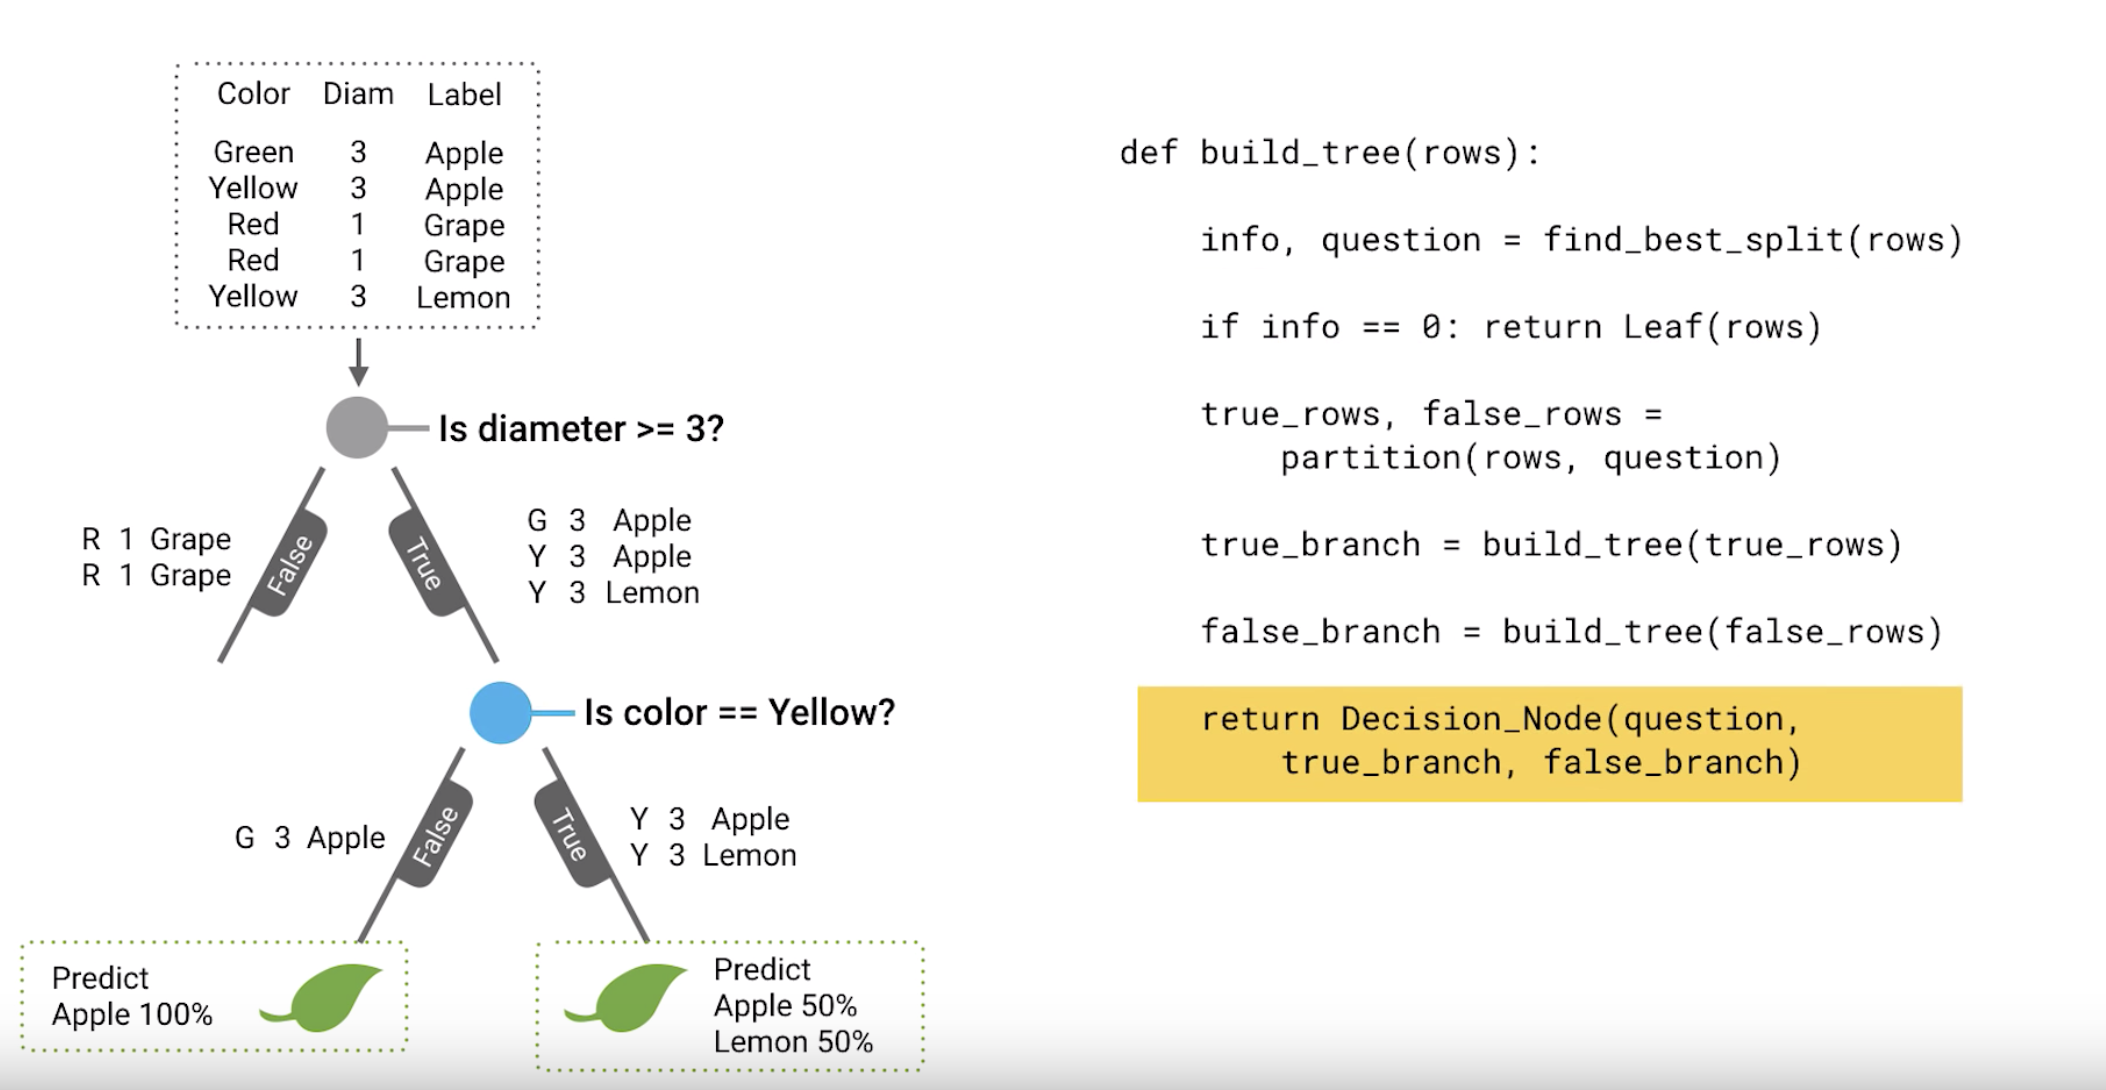 Color Diam Label
Green 3 Apple
Yellow 3 Apple
Red 1 Grape
Red 1 Grape
Yellow 3 Lemon
Is diameter >= 3?
R 1 Grape
R 1 Grape
False
True
G 3 Apple
Y 3 Apple
Y 3 Lemon
Is color == Yellow?
G 3 Apple
False
True
Y 3 Apple
Y 3 Lemon
Predict
Apple 100%
Predict
Apple 50%
Lemon 50%
def build_tree(rows):
info, question = find_best_split(rows)
if info == 0: return Leaf(rows)
true_rows, false_rows =
partition(rows, question)
true_branch = build_tree(true_rows)
false_branch = build_tree(false_rows)
return Decision_Node(question,
true_branch, false_branch)